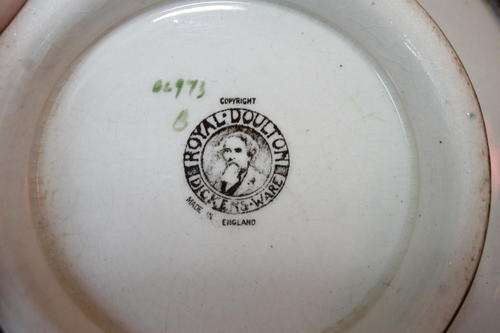 D6973
B
COPYRIGHT
ROYAL·DOULTON
DICKENS·WARE
MADE IN
ENGLAND